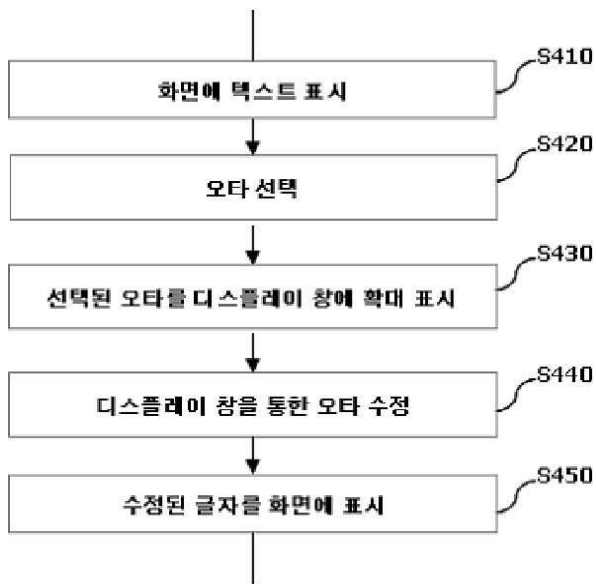 S410
화면에 텍스트 표시
S420
오타 선택
S430
선택된 오타를 디스플레이 창에 확대 표시
S440
디스플레이 창을 통한 오타 수정
S450
수정된 글자를 화면에 표시